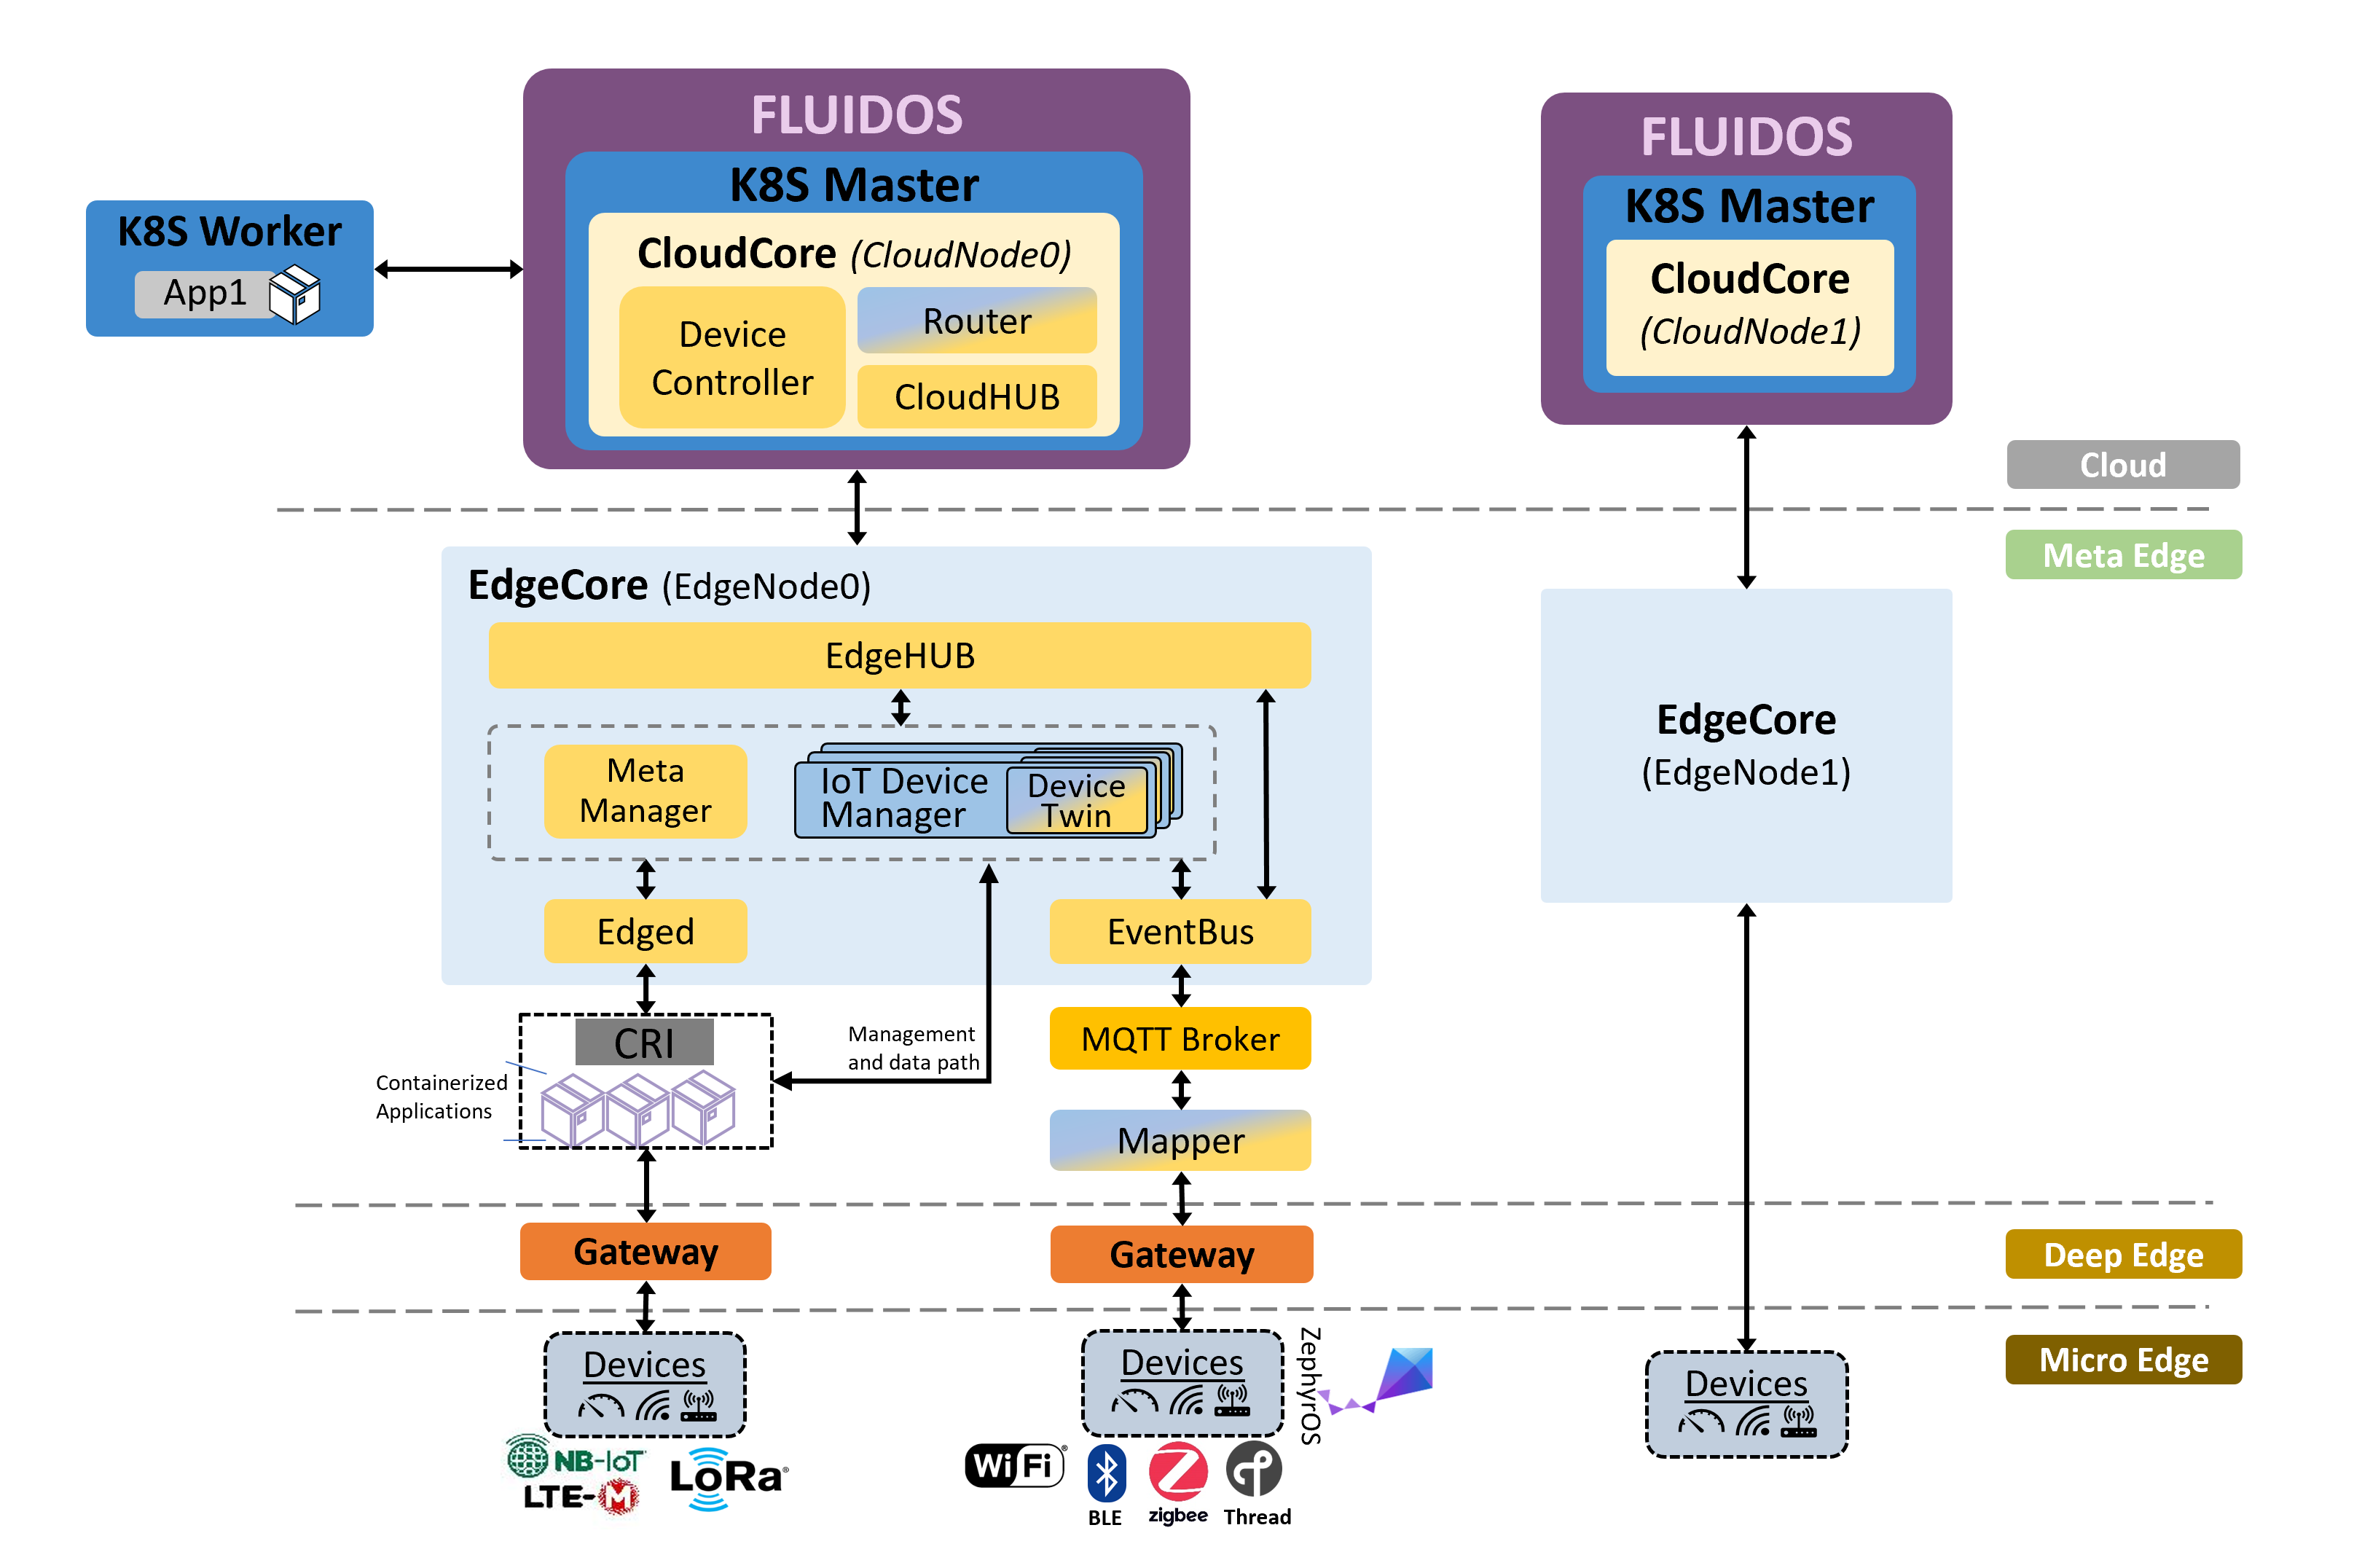 FLUIDOS
K8S Master
CloudCore (CloudNode0)
Device
Controller
Router
CloudHUB
K8S Worker
App1
FLUIDOS
K8S Master
CloudCore
(CloudNode1)
Cloud
Meta Edge
EdgeCore (EdgeNode0)
EdgeHUB
Meta
Manager
IoT Device
Manager
Device
Twin
Edged
EventBus
EdgeCore
(EdgeNode1)
CRI
Containerized
Applications
Management
and data path
MQTT Broker
Mapper
Gateway
Gateway
Deep Edge
Devices
Devices
ZephyrOS
Devices
Micro Edge
NB-IoT
LTE-M
LoRa®
WiFi®
BLE
zigbee
Thread